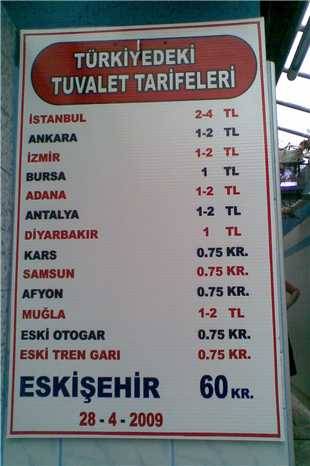 TÜRKİYEDEKİ
TUVALET TARİFELERİ
İSTANBUL 2-4 TL
ANKARA 1-2 TL
İZMİR 1-2 TL
BURSA 1 TL
ADANA 1-2 TL
ANTALYA 1-2 TL
DİYARBAKIR 1 TL
KARS 0.75 KR.
SAMSUN 0.75 KR.
AFYON 0.75 KR.
MUĞLA 1-2 TL
ESKİ OTOGAR 0.75 KR.
ESKİ TREN GARI 0.75 KR.
ESKİŞEHİR 60 KR.
28 - 4 - 2009